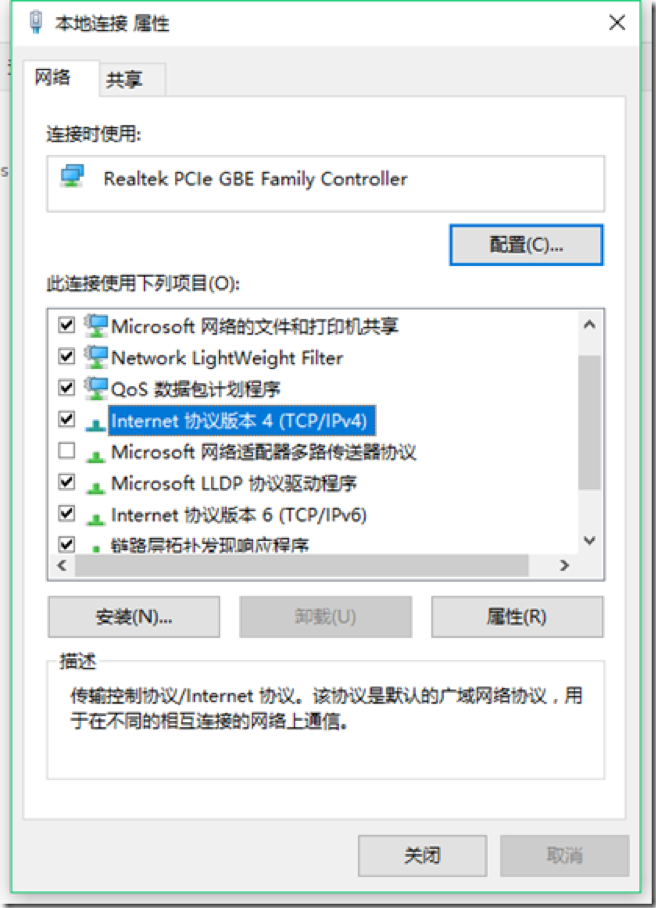 本地连接 属性
网络
共享
连接时使用:
Realtek PCIe GBE Family Controller
配置(C)...
此连接使用下列项目(O):
Microsoft 网络的文件和打印机共享
Network LightWeight Filter
QoS 数据包计划程序
Internet 协议版本 4 (TCP/IPv4)
Microsoft 网络适配器多路传送器协议
Microsoft LLDP 协议驱动程序
Internet 协议版本 6 (TCP/IPv6)
链路层拓扑发现响应程序
安装(N)...
卸载(U)
属性(R)
描述
传输控制协议/Internet 协议。该协议是默认的广域网络协议，用
于在不同的相互连接的网络上通信。
关闭
取消